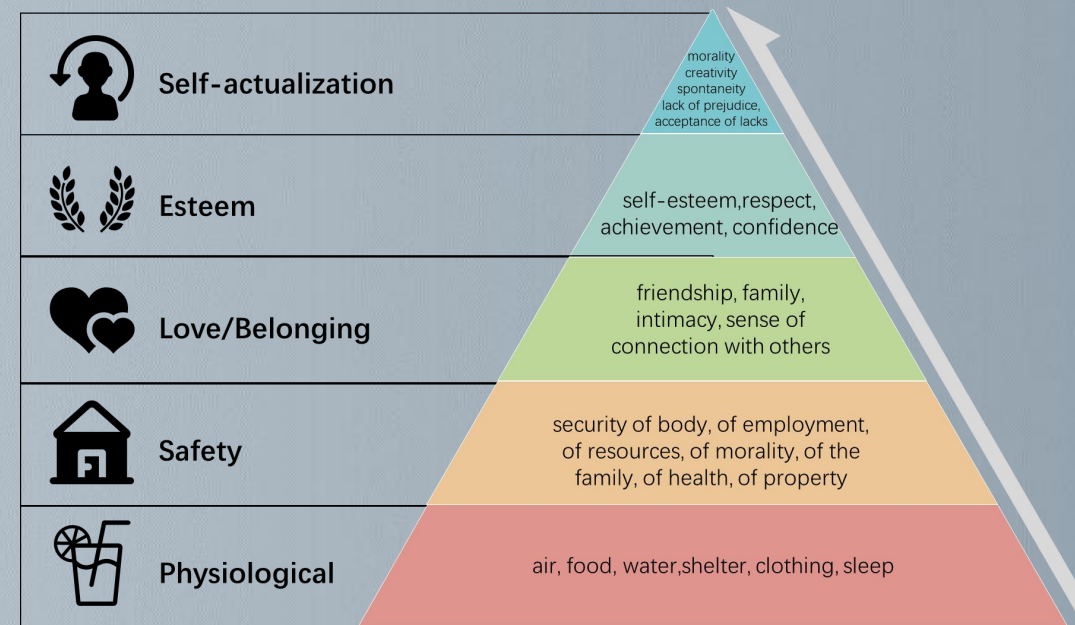 Self-actualization
morality
creativity
spontaneity
lack of prejudice,
acceptance of lacks
Esteem
self-esteem,respect,
achievement, confidence
Love/Belonging
friendship, family,
intimacy, sense of
connection with others
Safety
security of body, of employment,
of resources, of morality, of the
family, of health, of property
Physiological
air, food, water,shelter, clothing, sleep